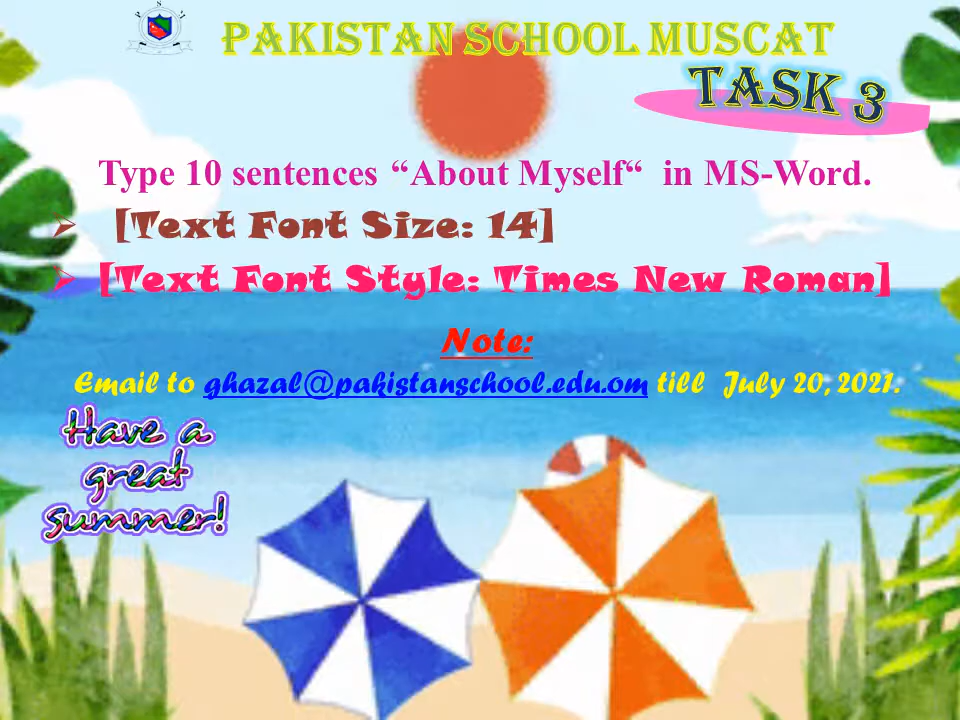 PAKISTAN SCHOOL MUSCAT
TASK 3
Type 10 sentences “About Myself“ in MS-Word.
[Text Font Size: 14]
[Text Font Style: Times New Roman]
Note:
Email to ghazal@pakistanschool.edu.om till July 20, 2021.
Have a
great
summer!